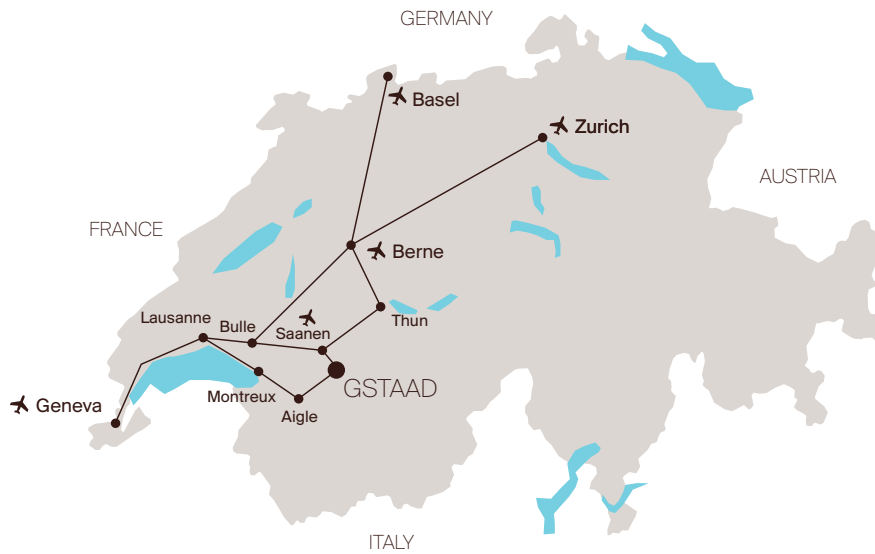 GERMANY
Basel
Zurich
AUSTRIA
FRANCE
Berne
Lausanne
Bulle
Saanen
Thun
GSTAAD
Montreux
Geneva
Aigle
ITALY